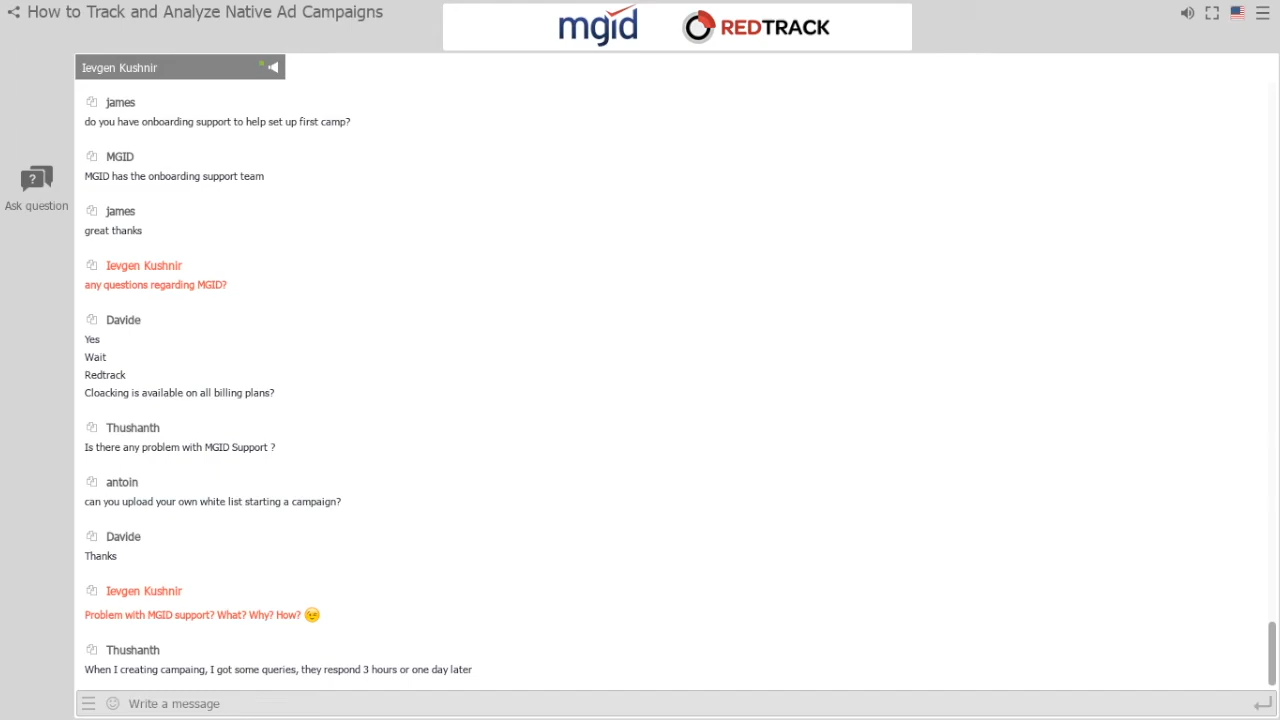 How to Track and Analyze Native Ad Campaigns
mgid
REDTRACK
Ievgen Kushnir
james
do you have onboarding support to help set up first camp?
MGID
MGID has the onboarding support team
james
great thanks
Ievgen Kushnir
any questions regarding MGID?
Davide
Yes
Wait
Redtrack
Cloacking is available on all billing plans?
Thushanth
Is there any problem with MGID Support ?
antoin
can you upload your own white list starting a campaign?
Davide
Thanks
Ievgen Kushnir
Problem with MGID support? What? Why? How?
Thushanth
When I creating campaing, I got some queries, they respond 3 hours or one day later
Write a message
?
Ask question